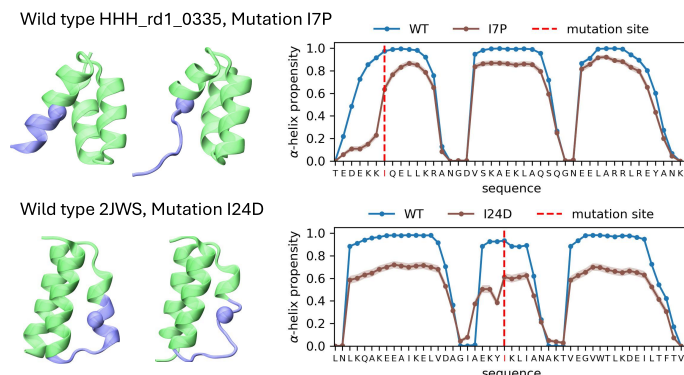 Wild type HHH_rd1_0335, Mutation I7P
WT I7P mutation site
α-helix propensity
1.0
0.8
0.6
0.4
0.2
0.0
T E D E K K I Q E L L K R A N G D V S K A E K L A Q S Q G N E E L A R R L R E Y A N K
sequence
Wild type 2JWS, Mutation I24D
WT I24D mutation site
α-helix propensity
1.0
0.8
0.6
0.4
0.2
0.0
L N L K Q A K E E A I K E L V D A G I A E K Y I K L I A N A K T V E G V W T L K D E I L T F T V
sequence